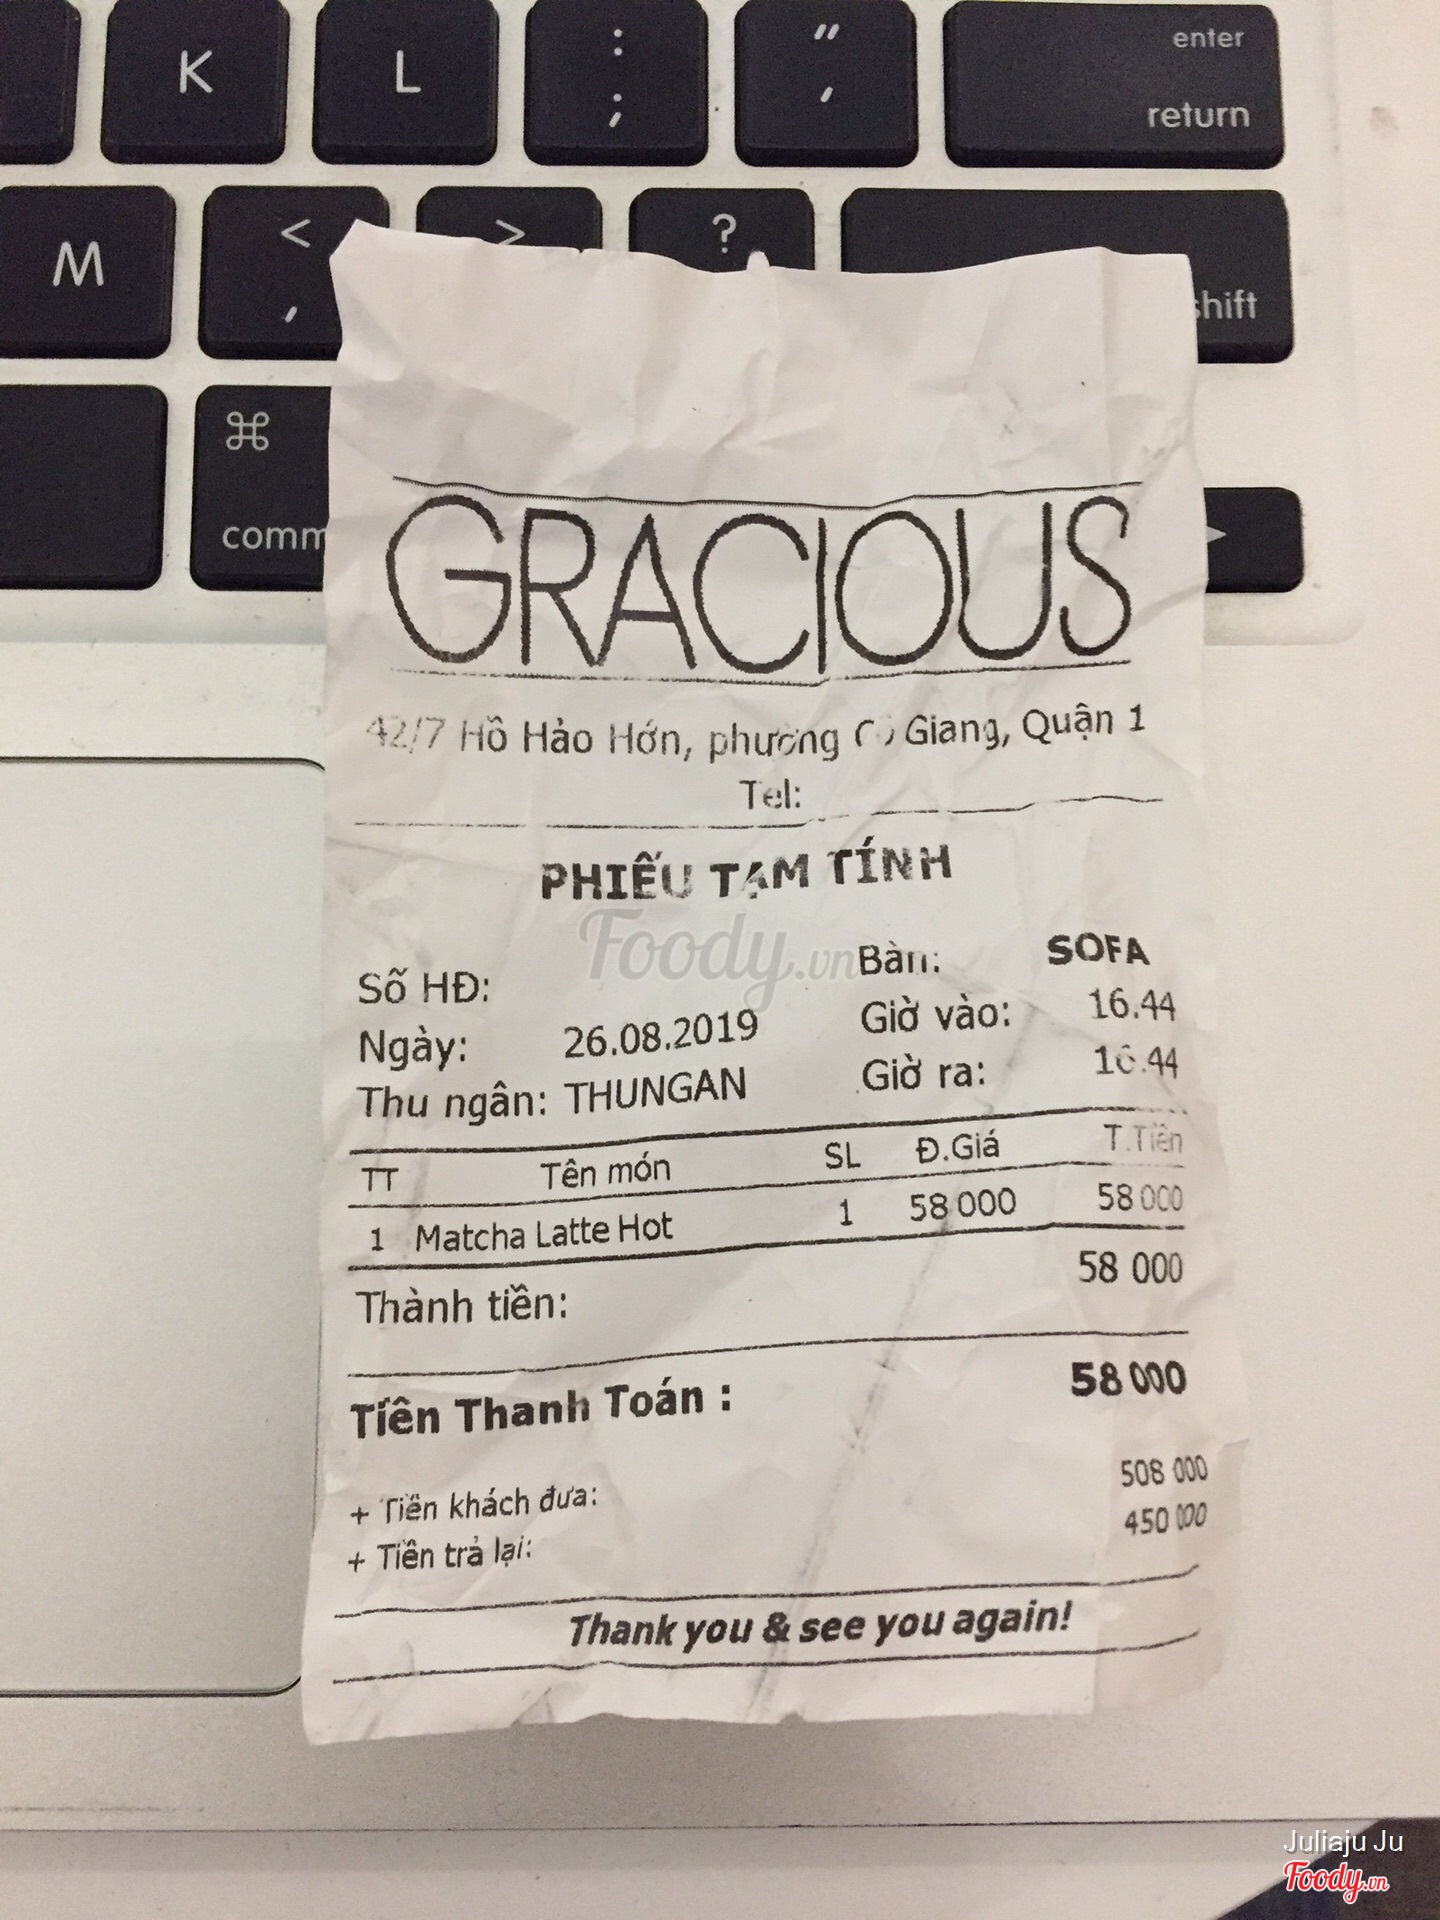 K L : ; " ' enter return
M < , > ? shift
⌘
GRACIOUS
42/7 Hồ Hảo Hớn, phường Cô Giang, Quận 1
Tel:
PHIẾU TẠM TÍNH
Foody.vn
Số HĐ: Bàn: SOFA
Ngày: 26.08.2019 Giờ vào: 16.44
Thu ngân: THUNGAN Giờ ra: 16.44
TT Tên món SL Đ.Giá T.Tiền
1 Matcha Latte Hot 1 58 000 58 000
Thành tiền: 58 000
Tiền Thanh Toán : 58 000
+ Tiền khách đưa: 508 000
+ Tiền trả lại: 450 000
Thank you & see you again!
Juliaju Ju
Foody.vn